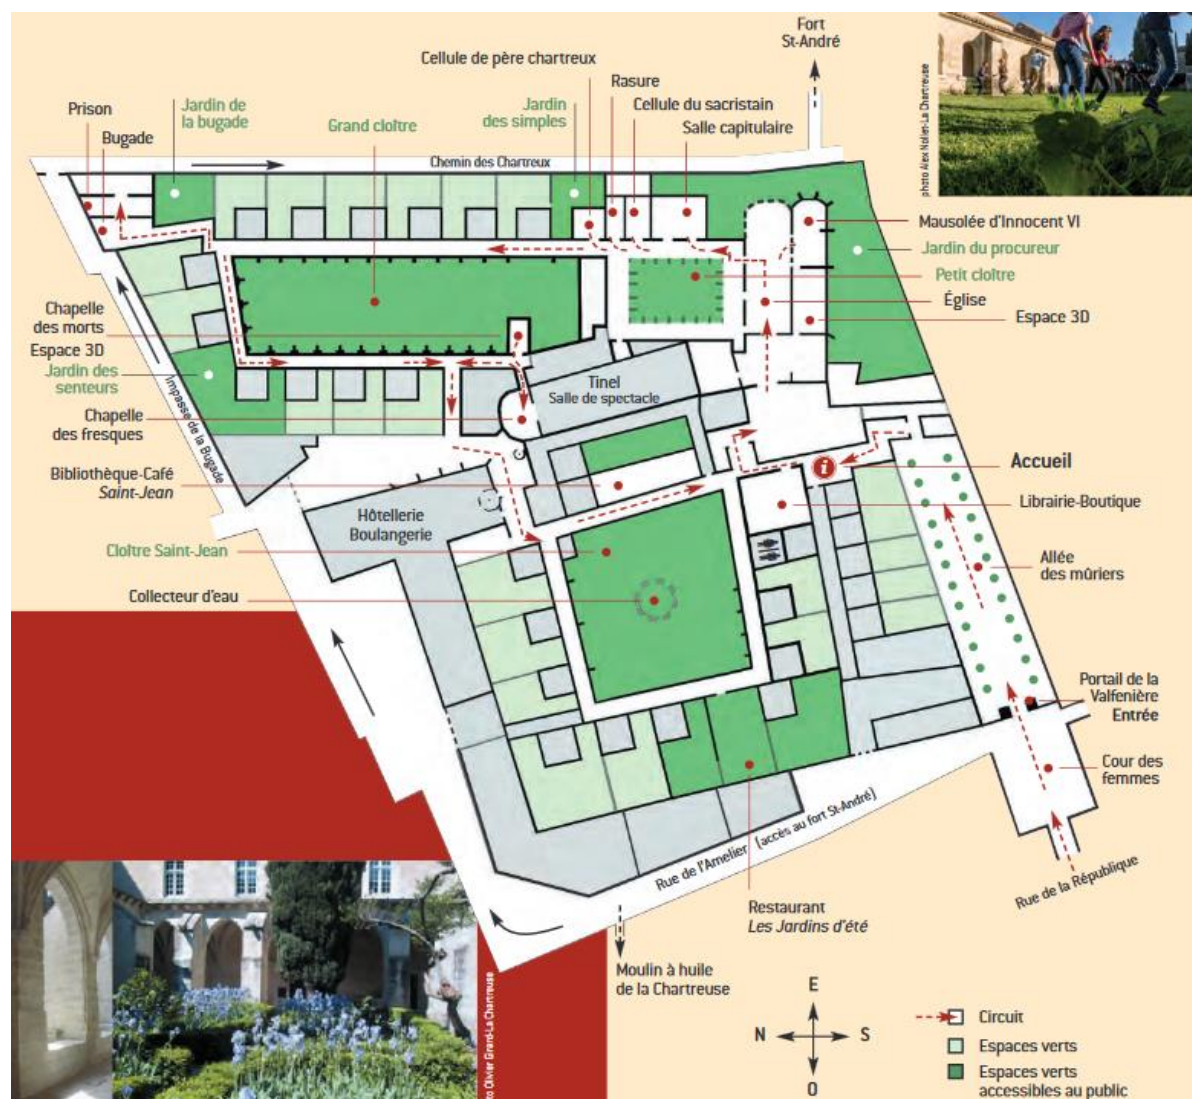 Fort
St-André
Cellule de père chartreux
Rasure
Cellule du sacristain
Salle capitulaire
Prison
Bugade
Jardin de
la bugade
Grand cloître
Jardin
des simples
Chemin des Chartreux
photo Alex Nollet-La Chartreuse
Mausolée d'Innocent VI
Jardin du procureur
Petit cloître
Église
Espace 3D
Chapelle
des morts
Espace 3D
Jardin des
senteurs
Chapelle
des fresques
Impasse de la Bugade
Tinel
Salle de spectacle
Bibliothèque-Café
Saint-Jean
Hôtellerie
Boulangerie
Cloître Saint-Jean
Collecteur d'eau
i
Accueil
Librairie-Boutique
Allée
des mûriers
Portail de la
Valfenière
Entrée
Cour des
femmes
Rue de la République
Rue de l'Amelier (accès au fort St-André)
Restaurant
Les Jardins d'été
Moulin à huile
de la Chartreuse
to Olivier Girard-La Chartreuse
E
N
S
O
Circuit
Espaces verts
Espaces verts
accessibles au public